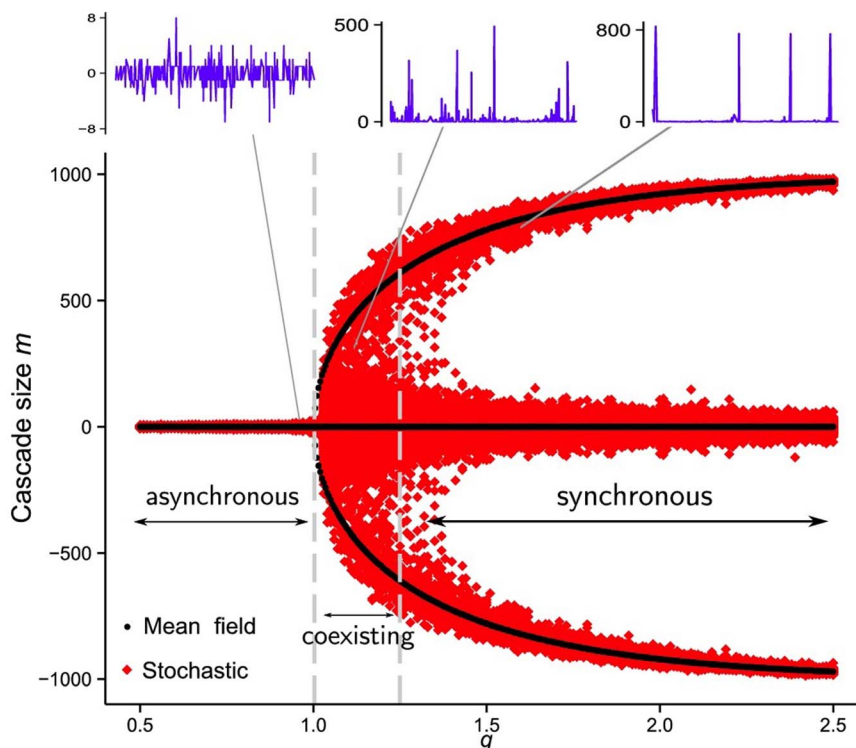 8
0
−8
500
0
800
0
1000
500
0
−500
−1000
Cascade size m
asynchronous
synchronous
coexisting
Mean field
Stochastic
0.5
1.0
1.5
2.0
2.5
g